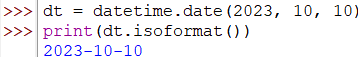 >>> dt = datetime.date(2023, 10, 10)
>>> print(dt.isoformat())
2023-10-10